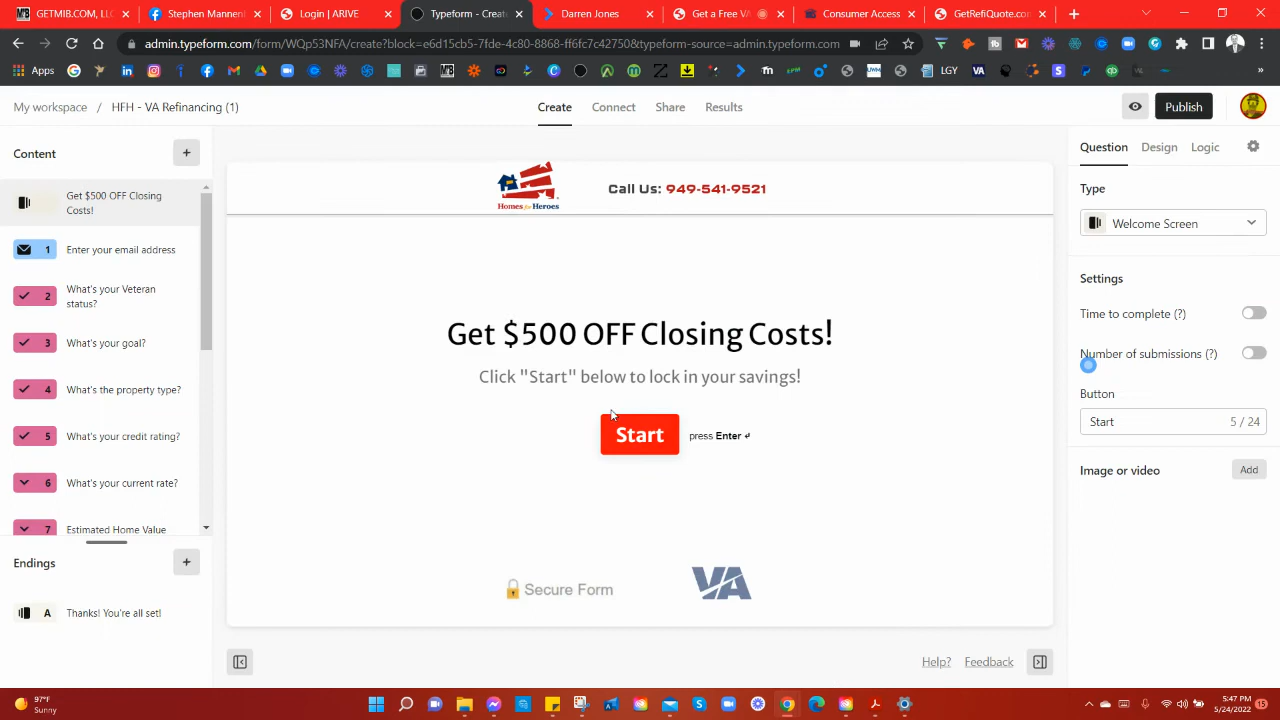 GETMIB.COM, LLC
Stephen Mannenb
Login | ARIVE
Typeform - Create
Darren Jones
Get a Free VA
Consumer Access
GetRefiQuote.com
admin.typeform.com/form/WQp53NFA/create?block=e6d15cb5-7fde-4c80-8868-ff6fc7c42750&typeform-source=admin.typeform.com
Apps
LGY
My workspace / HFH - VA Refinancing (1)
Create
Connect
Share
Results
Publish
Content
Get $500 OFF Closing
Costs!
1 Enter your email address
2 What's your Veteran
status?
3 What's your goal?
4 What's the property type?
5 What's your credit rating?
6 What's your current rate?
7 Estimated Home Value
Endings
A Thanks! You're all set!
Homes for Heroes
Call Us: 949-541-9521
Get $500 OFF Closing Costs!
Click "Start" below to lock in your savings!
Start
press Enter ↵
Secure Form
VA
Help?
Feedback
Question
Design
Logic
Type
Welcome Screen
Settings
Time to complete (?)
Number of submissions (?)
Button
Start 5 / 24
Image or video
Add
97°F
Sunny
5:47 PM
5/24/2022